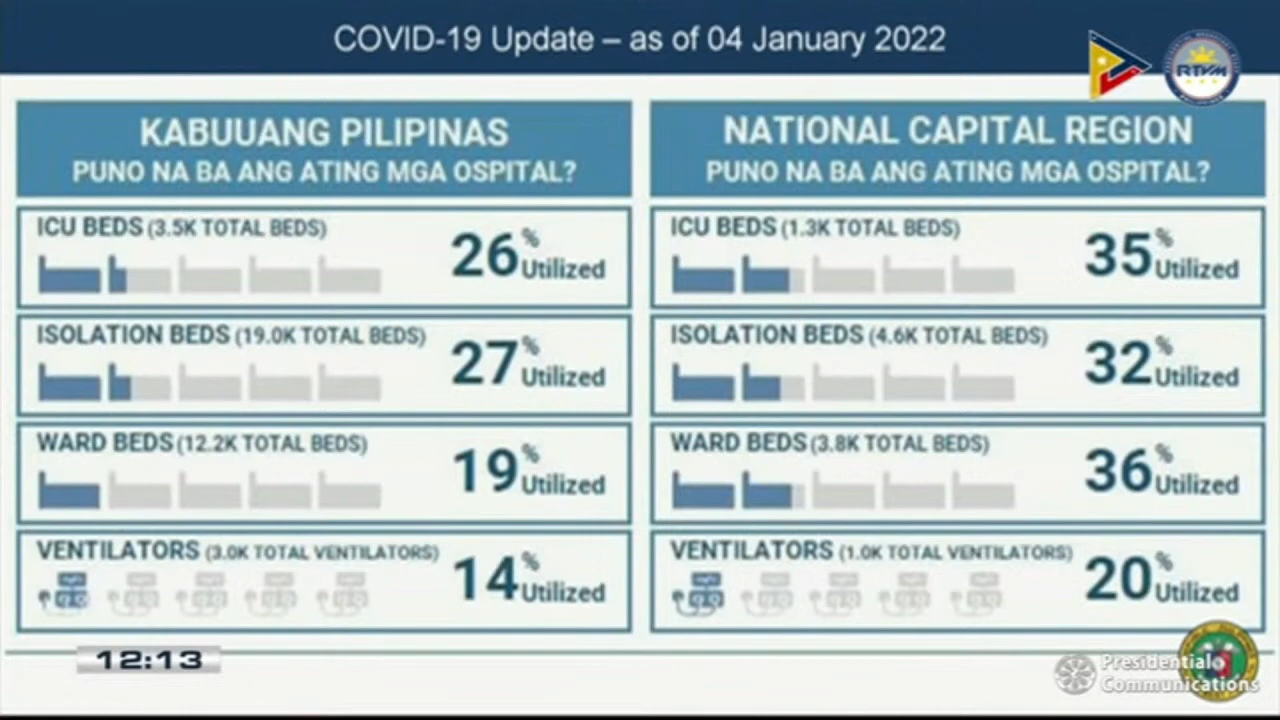 COVID-19 Update – as of 04 January 2022
RTVM
KABUUANG PILIPINAS
PUNO NA BA ANG ATING MGA OSPITAL?
ICU BEDS (3.5K TOTAL BEDS)
26% Utilized
ISOLATION BEDS (19.0K TOTAL BEDS)
27% Utilized
WARD BEDS (12.2K TOTAL BEDS)
19% Utilized
VENTILATORS (3.0K TOTAL VENTILATORS)
14% Utilized
NATIONAL CAPITAL REGION
PUNO NA BA ANG ATING MGA OSPITAL?
ICU BEDS (1.3K TOTAL BEDS)
35% Utilized
ISOLATION BEDS (4.6K TOTAL BEDS)
32% Utilized
WARD BEDS (3.8K TOTAL BEDS)
36% Utilized
VENTILATORS (1.0K TOTAL VENTILATORS)
20% Utilized
12:13
Presidential
Communications